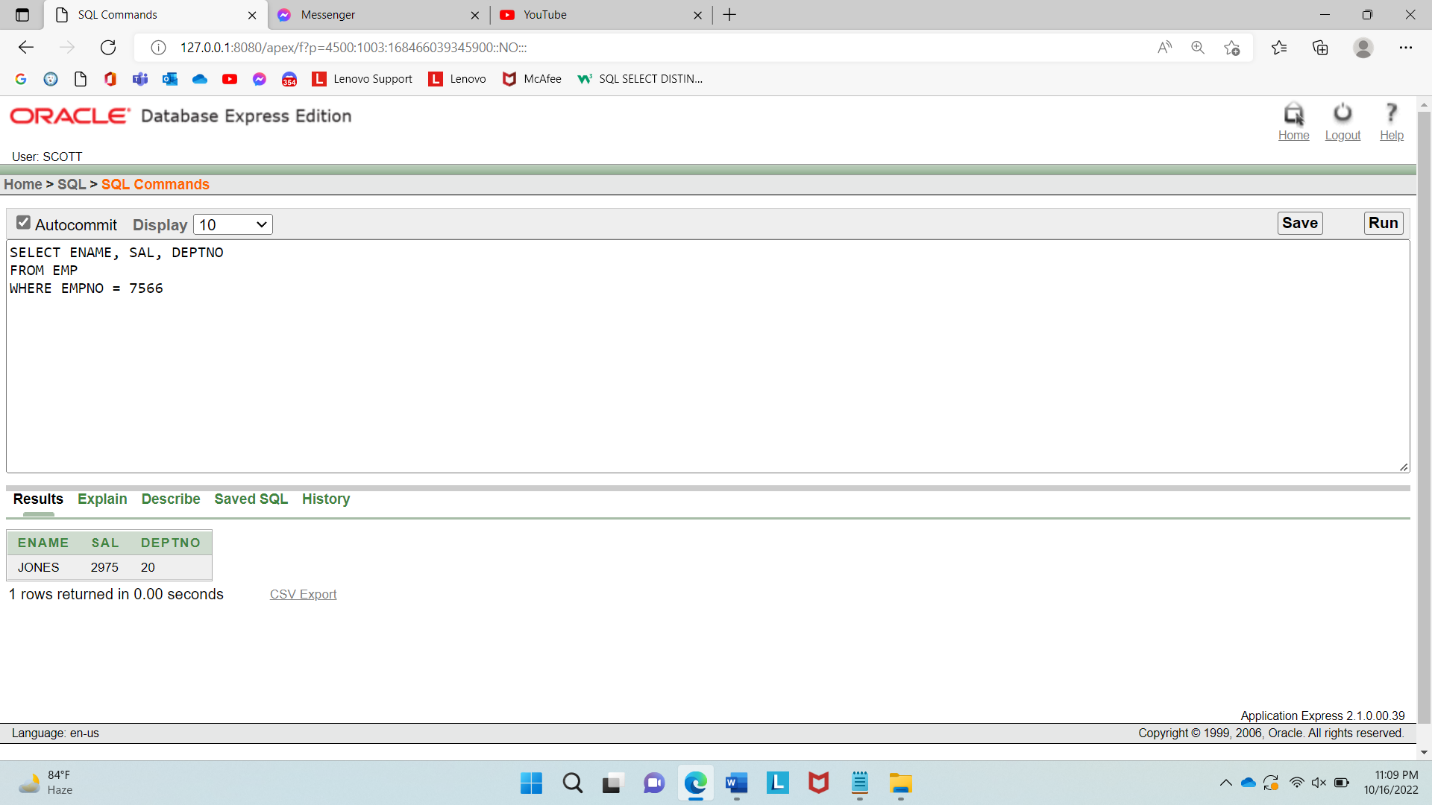 SQL Commands
Messenger
YouTube
127.0.0.1:8080/apex/f?p=4500:1003:168466039345900::NO:::
354 Lenovo Support Lenovo McAfee SQL SELECT DISTIN...
ORACLE Database Express Edition
Home Logout Help
User: SCOTT
Home > SQL > SQL Commands
Autocommit Display 10 Save Run
SELECT ENAME, SAL, DEPTNO
FROM EMP
WHERE EMPNO = 7566
Results Explain Describe Saved SQL History
ENAME SAL DEPTNO
JONES 2975 20
1 rows returned in 0.00 seconds CSV Export
Application Express 2.1.0.00.39
Language: en-us Copyright © 1999, 2006, Oracle. All rights reserved.
84°F
Haze
11:09 PM
10/16/2022